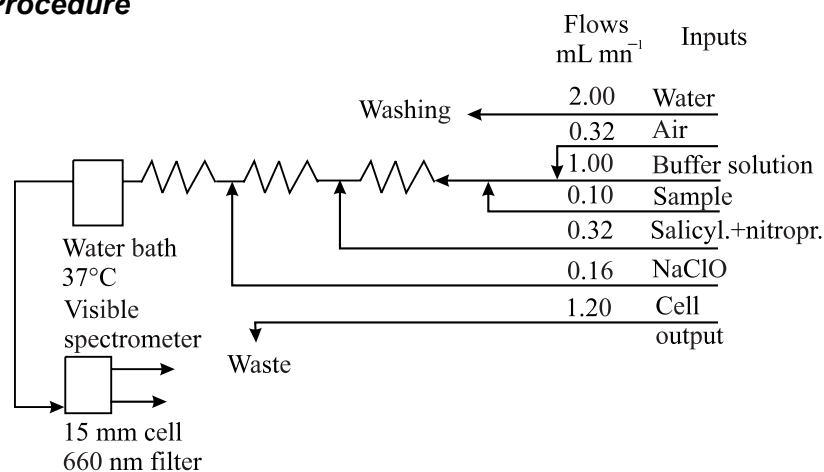 Procedure
Flows
mL mn⁻¹
Inputs
2.00 Water
Washing
0.32 Air
1.00 Buffer solution
0.10 Sample
0.32 Salicyl.+nitropr.
0.16 NaClO
1.20 Cell
output
Water bath
37°C
Visible
spectrometer
Waste
15 mm cell
660 nm filter